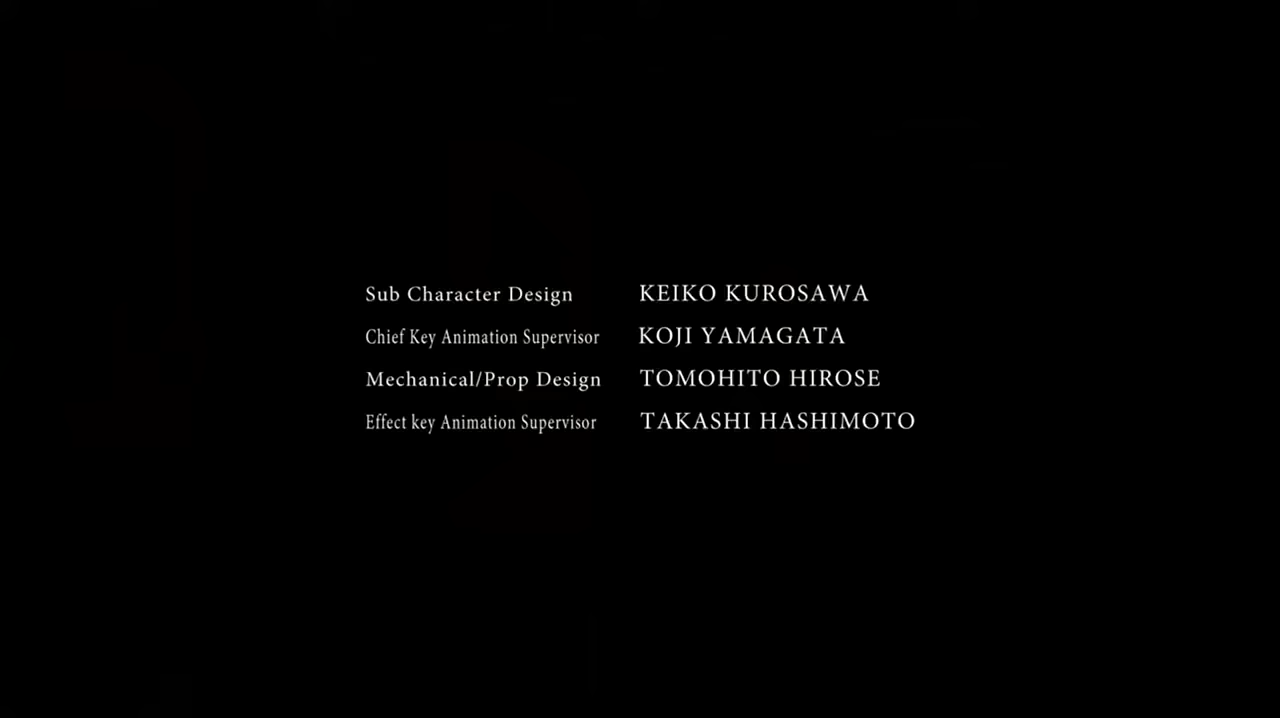 Sub Character Design KEIKO KUROSAWA
Chief Key Animation Supervisor KOJI YAMAGATA
Mechanical/Prop Design TOMOHITO HIROSE
Effect key Animation Supervisor TAKASHI HASHIMOTO